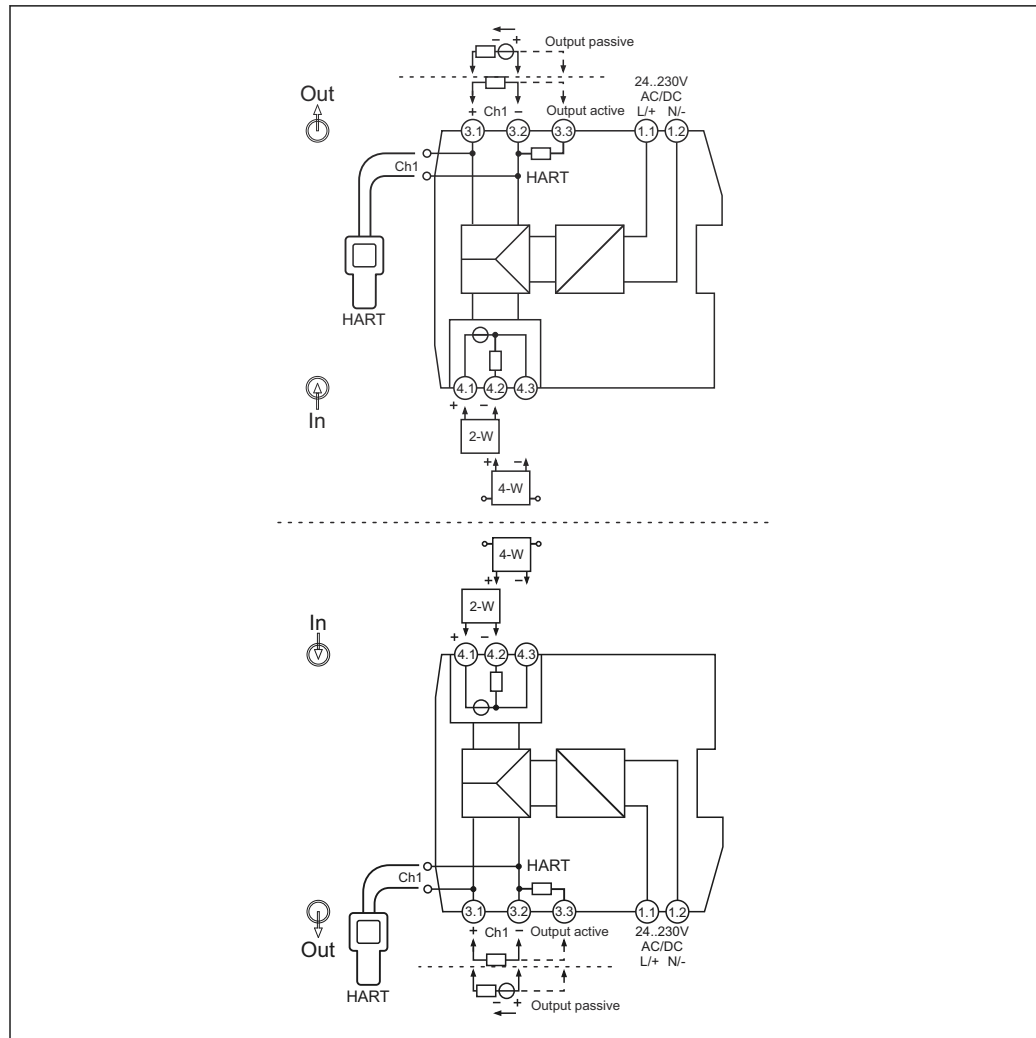 − + Output passive
24..230V
AC/DC
L/+ N/-
Out
+ Ch1 − Output active
3.1 3.2 3.3 1.1 1.2
Ch1
HART
HART
4.1 4.2 4.3
In
+ −
2-W
+ −
4-W
4-W
+ −
2-W
In
+ −
4.1 4.2 4.3
HART
Ch1
3.1 3.2 3.3 1.1 1.2
+ Ch1 − Output active
24..230V
AC/DC
L/+ N/-
Out
HART
− + Output passive